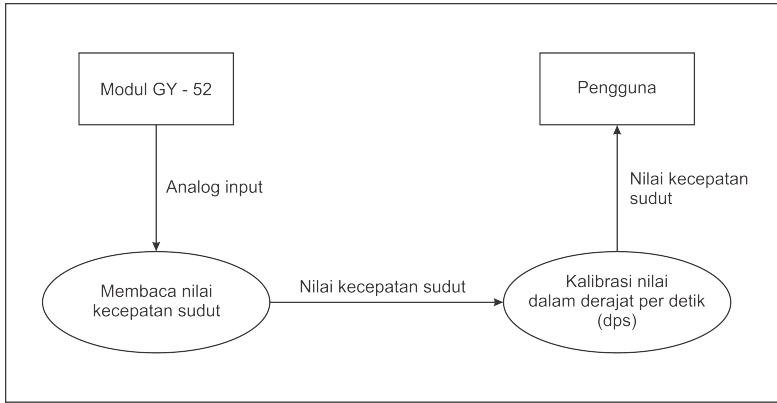 Modul GY - 52
Pengguna
Analog input
Nilai kecepatan
sudut
Membaca nilai
kecepatan sudut
Nilai kecepatan sudut
Kalibrasi nilai
dalam derajat per detik
(dps)